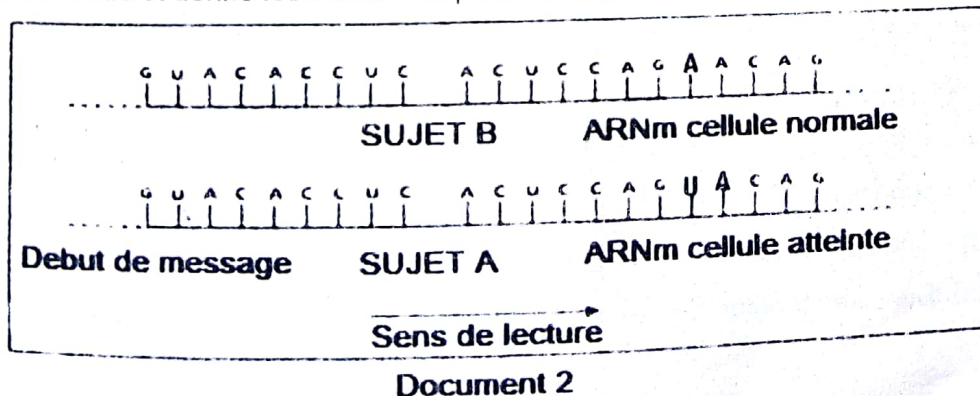 G U A C A C C U C A C U C C A G A A C A G
SUJET B ARNm cellule normale
G U A C A C C U C A C U C C A G U A C A G
Debut de message SUJET A ARNm cellule atteinte
Sens de lecture
Document 2